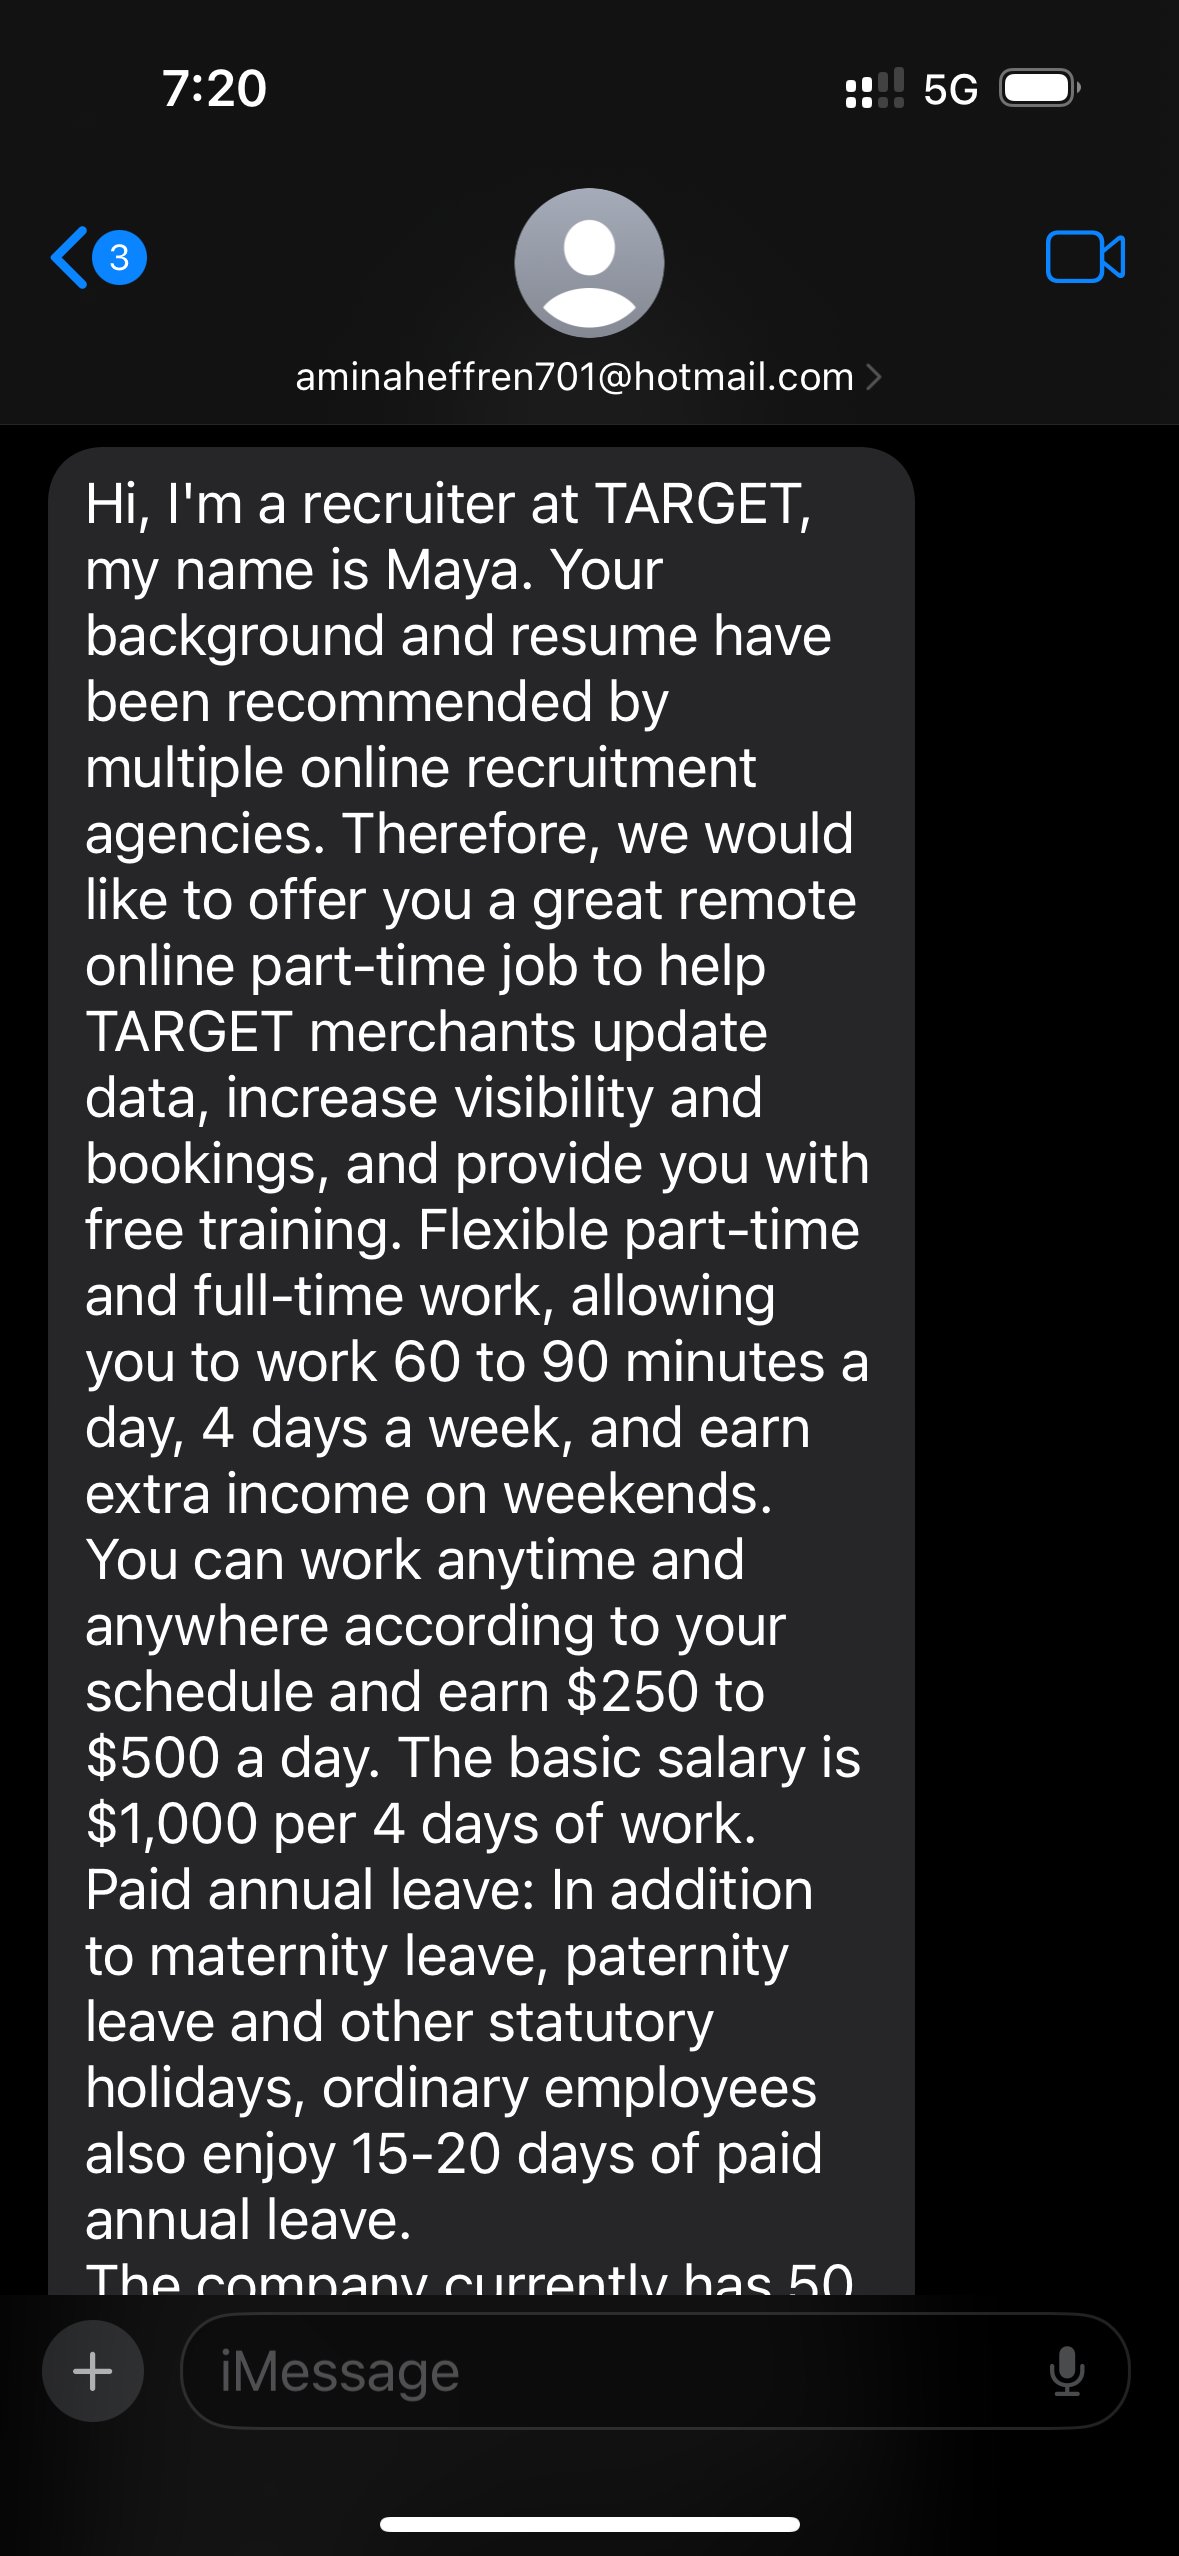 7:20
5G
3
aminaheffren701@hotmail.com
Hi, I'm a recruiter at TARGET,
my name is Maya. Your
background and resume have
been recommended by
multiple online recruitment
agencies. Therefore, we would
like to offer you a great remote
online part-time job to help
TARGET merchants update
data, increase visibility and
bookings, and provide you with
free training. Flexible part-time
and full-time work, allowing
you to work 60 to 90 minutes a
day, 4 days a week, and earn
extra income on weekends.
You can work anytime and
anywhere according to your
schedule and earn $250 to
$500 a day. The basic salary is
$1,000 per 4 days of work.
Paid annual leave: In addition
to maternity leave, paternity
leave and other statutory
holidays, ordinary employees
also enjoy 15-20 days of paid
annual leave.
The company currently has 50
iMessage